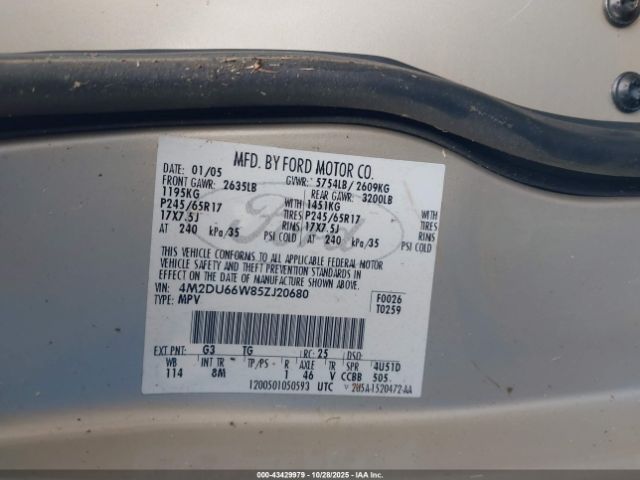 MFD. BY FORD MOTOR CO.
DATE: 01/05 GVWR: 5754LB/ 2609KG
FRONT GAWR: 2635LB REAR GAWR: 3200LB
1195KG WITH 1451KG WITH
P245/65R17 TIRES P245/65R17 TIRES
17X7.5J RIMS 17X7.5J RIMS
AT 240 kPa/35 PSI COLD AT 240 kPa/35 PSI COLD
THIS VEHICLE CONFORMS TO ALL APPLICABLE FEDERAL MOTOR
VEHICLE SAFETY AND THEFT PREVENTION STANDARDS IN
EFFECT ON THE DATE OF MANUFACTURE SHOWN ABOVE.
VIN: 4M2DU66W85ZJ20680 F0026
TYPE: MPV T0259
Ford
EXT PNT: G3 TG RC: 25 DSO:
WB INT TR TP/PS R AXLE TR SPR 4U51D
114 8M 1 46 V CCBB 505
1200501050593 UTC
000-43429979 | 10/28/2025 | IAAI, Inc.